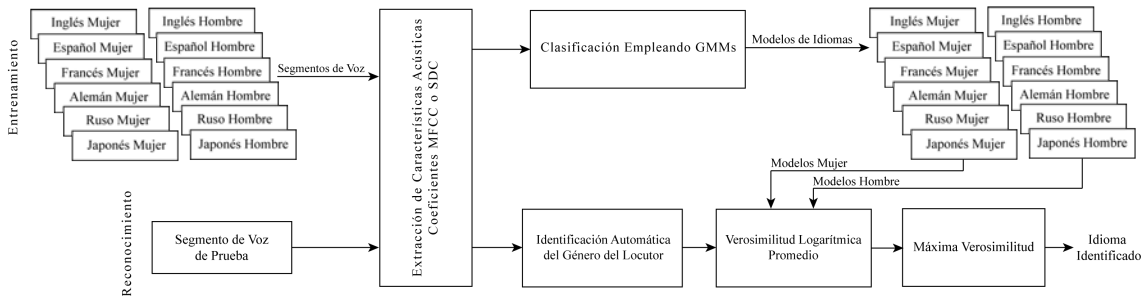 Entrenamiento
Inglés Mujer
Español Mujer
Francés Mujer
Alemán Mujer
Ruso Mujer
Japonés Mujer
Inglés Hombre
Español Hombre
Francés Hombre
Alemán Hombre
Ruso Hombre
Japonés Hombre
Segmentos de Voz
Extracción de Características Acústicas
Coeficientes MFCC o SDC
Clasificación Empleando GMMs
Modelos de Idiomas
Inglés Mujer
Español Mujer
Francés Mujer
Alemán Mujer
Ruso Mujer
Japonés Mujer
Inglés Hombre
Español Hombre
Francés Hombre
Alemán Hombre
Ruso Hombre
Japonés Hombre
Modelos Mujer
Modelos Hombre
Reconocimiento
Segmento de Voz
de Prueba
Identificación Automática
del Género del Locutor
Verosimilitud Logarítmica
Promedio
Máxima Verosimilitud
Idioma
Identificado